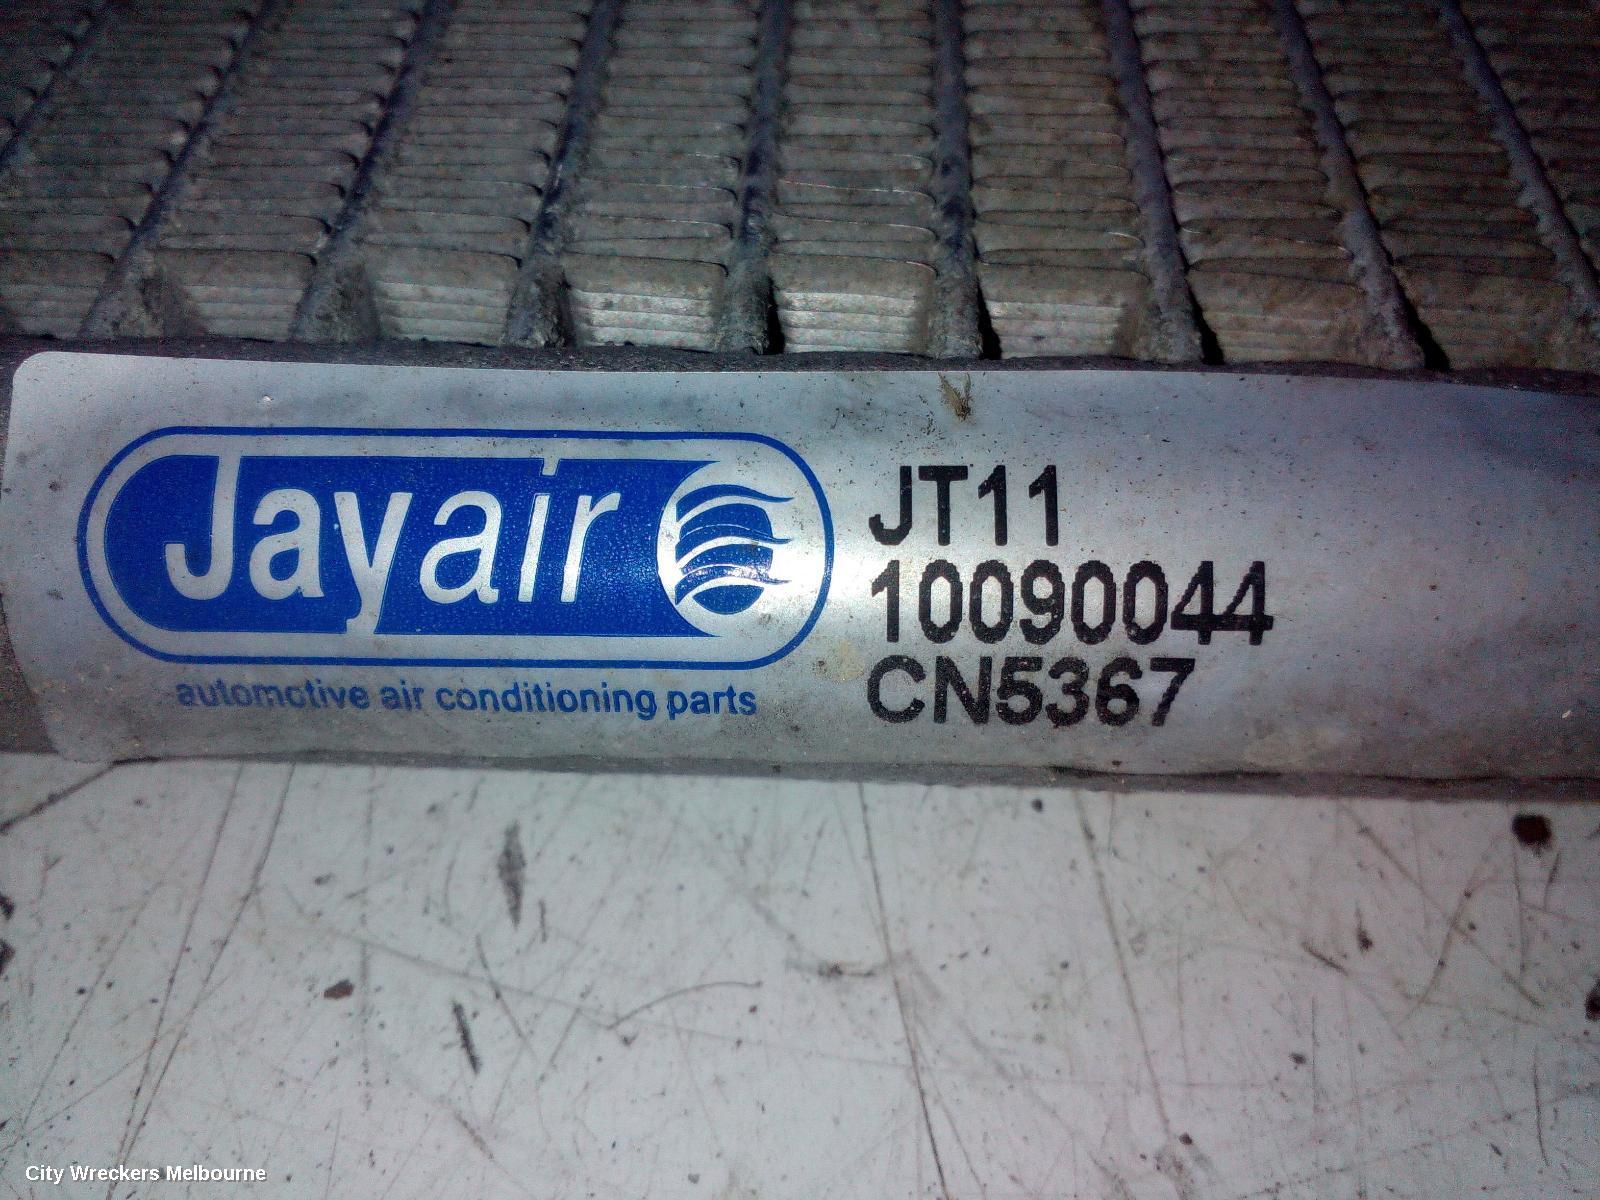 Jayair
automotive air conditioning parts
JT11
10090044
CN5367
City Wreckers Melbourne